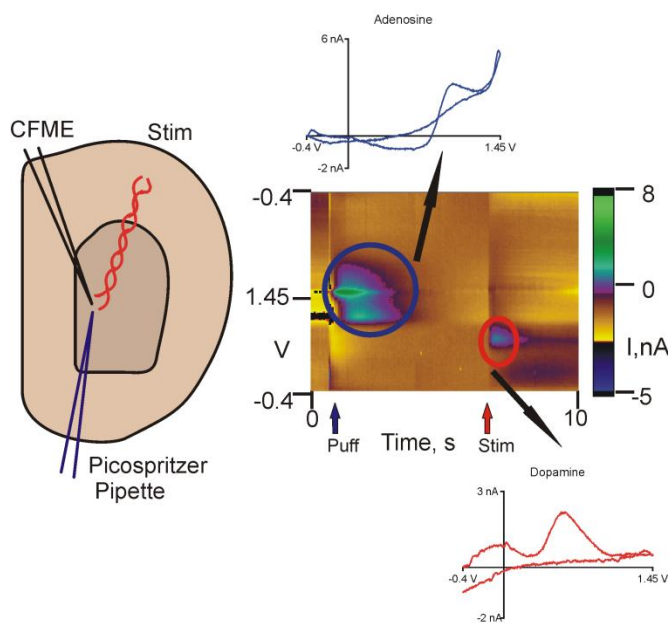 CFME
Stim
Picospritzer
Pipette
Adenosine
6 nA
-0.4 V
1.45 V
-2 nA
-0.4
1.45
V
-0.4
0
10
Puff
Time, s
Stim
8
0
I,nA
-5
Dopamine
3 nA
-0.4 V
1.45 V
-2 nA